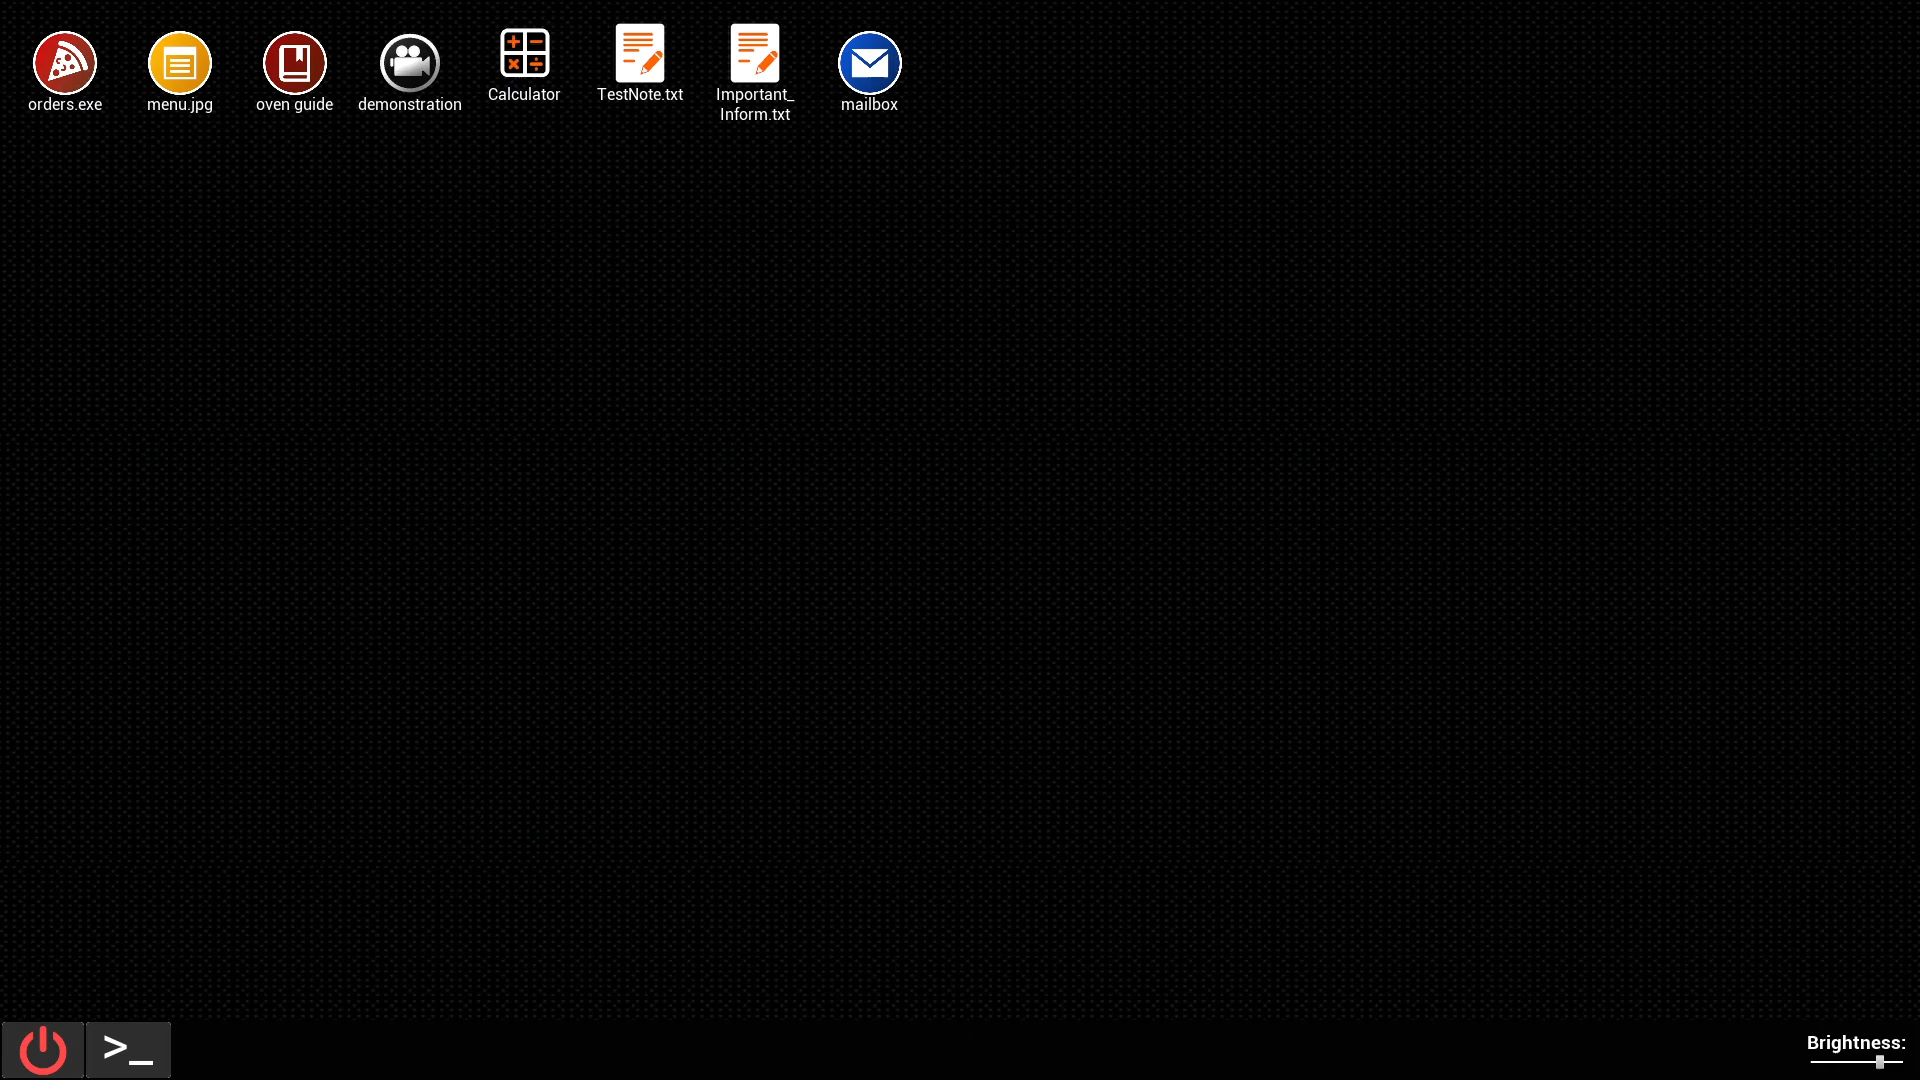 orders.exe
menu.jpg
oven guide
demonstration
Calculator
TestNote.txt
Important_
Inform.txt
mailbox
>_
Brightness: